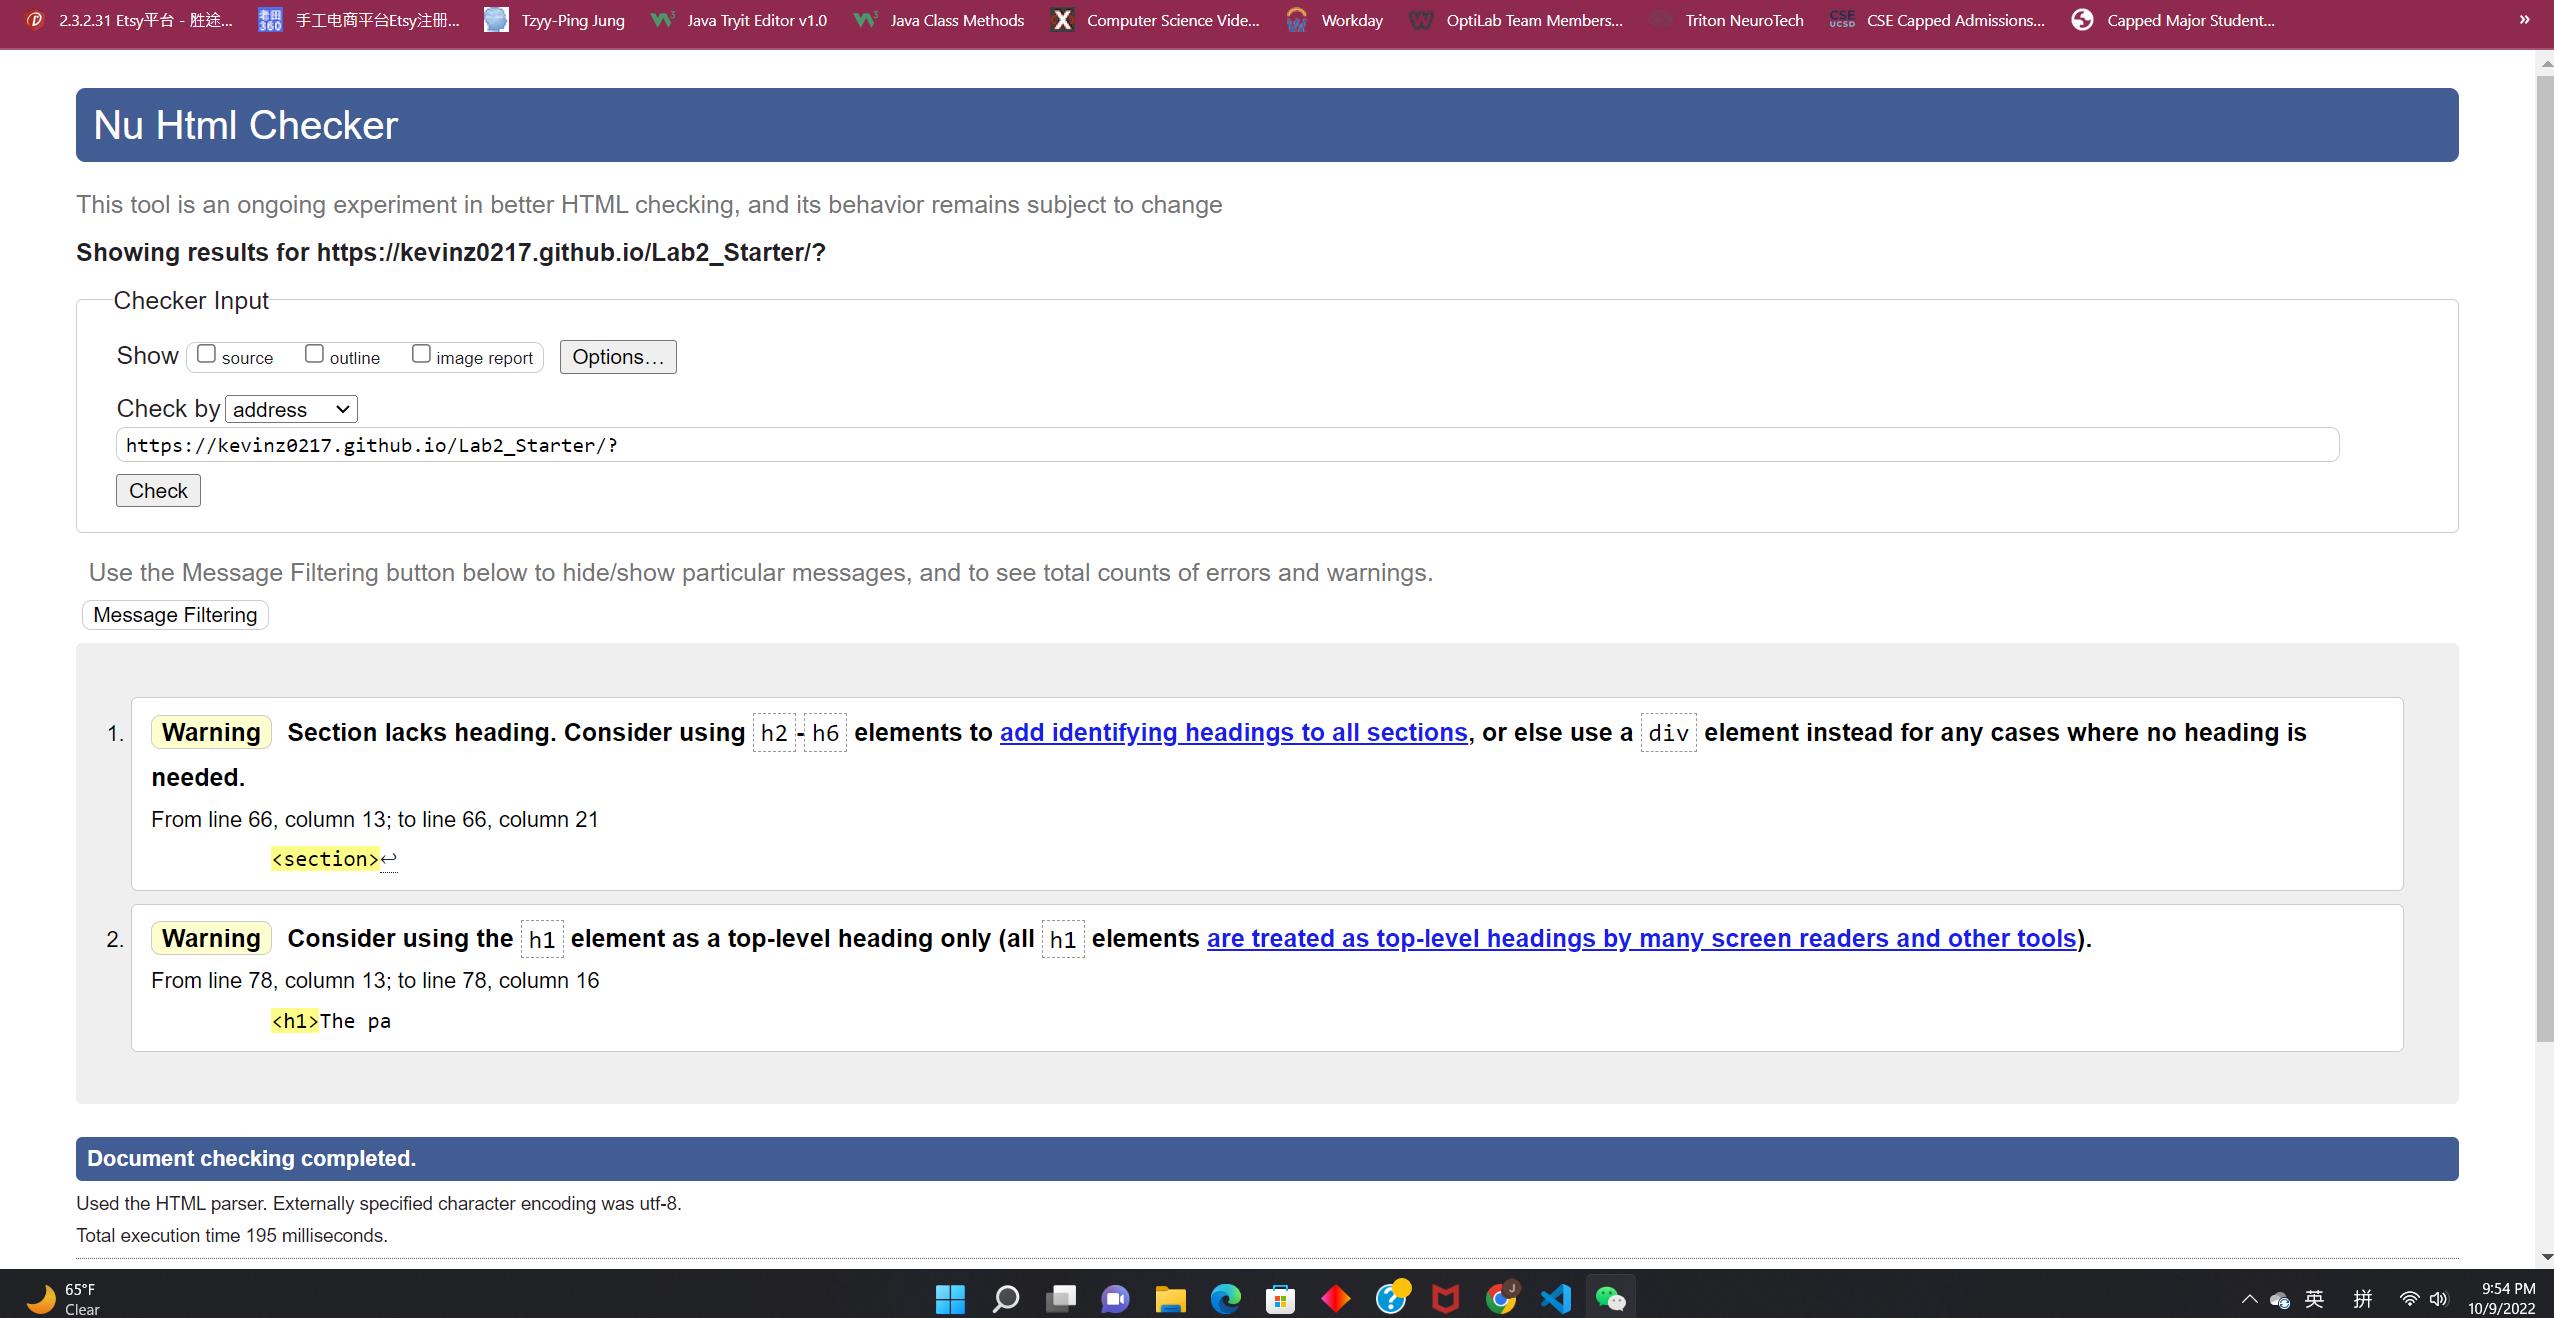 2.3.2.31 Etsy平台 - 胜途...
老田360
手工电商平台Etsy注册...
Tzyy-Ping Jung
Java Tryit Editor v1.0
Java Class Methods
Computer Science Vide...
Workday
OptiLab Team Members...
Triton NeuroTech
CSE UCSD
CSE Capped Admissions...
Capped Major Student...
»
Nu Html Checker
This tool is an ongoing experiment in better HTML checking, and its behavior remains subject to change
Showing results for https://kevinz0217.github.io/Lab2_Starter/?
Checker Input
Show source outline image report Options...
Check by address
https://kevinz0217.github.io/Lab2_Starter/?
Check
Use the Message Filtering button below to hide/show particular messages, and to see total counts of errors and warnings.
Message Filtering
1. Warning Section lacks heading. Consider using h2-h6 elements to add identifying headings to all sections, or else use a div element instead for any cases where no heading is
needed.
From line 66, column 13; to line 66, column 21
<section>↩
2. Warning Consider using the h1 element as a top-level heading only (all h1 elements are treated as top-level headings by many screen readers and other tools).
From line 78, column 13; to line 78, column 16
<h1>The pa
Document checking completed.
Used the HTML parser. Externally specified character encoding was utf-8.
Total execution time 195 milliseconds.
65°F
Clear
J
英
拼
9:54 PM
10/9/2022